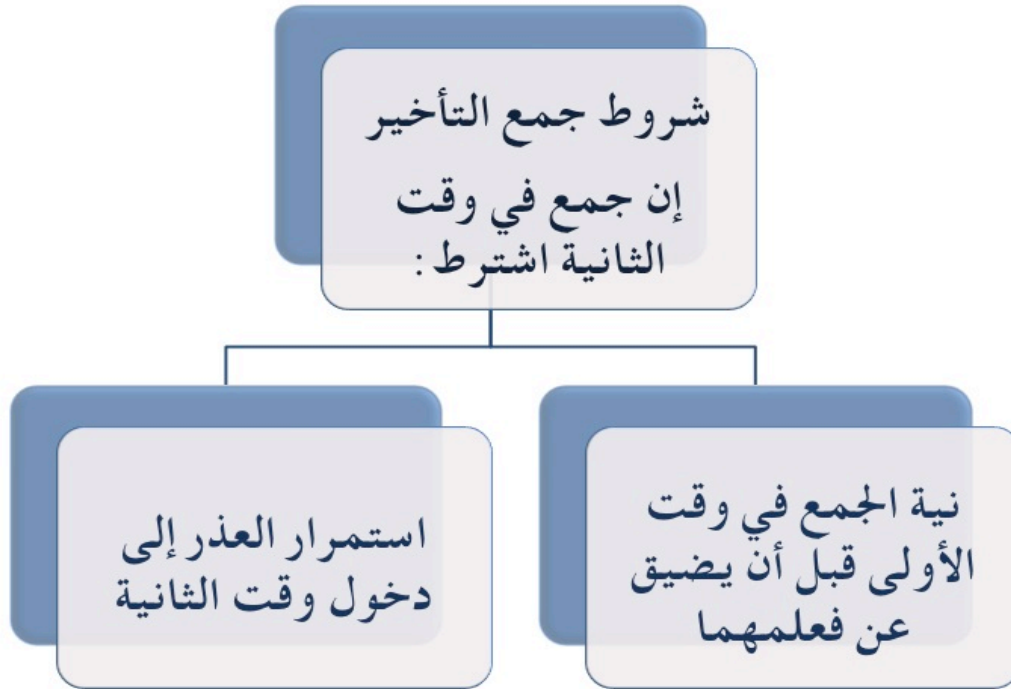 شروط جمع التأخير
إن جمع في وقت
الثانية اشترط :
نية الجمع في وقت
الأولى قبل أن يضيق
عن فعلمهما
استمرار العذر إلى
دخول وقت الثانية